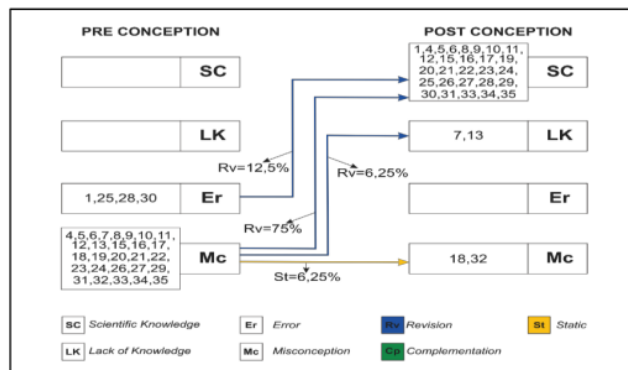 PRE CONCEPTION
POST CONCEPTION
SC
1,4,5,6,8,9,10,11,
12,15,16,17,19,
20,21,22,23,24,
25,26,27,28,29,
30,31,33,34,35
SC
LK
7,13
LK
Rv=12,5%
Rv=6,25%
1,25,28,30
Er
Er
Rv=75%
4,5,6,7,8,9,10,11,
12,13,15,16,17,
18,19,20,21,22,
23,24,26,27,29,
31,32,33,34,35
Mc
St=6,25%
18,32
Mc
SC Scientific Knowledge
Er Error
Rv Revision
St Static
LK Lack of Knowledge
Mc Misconception
Cp Complementation